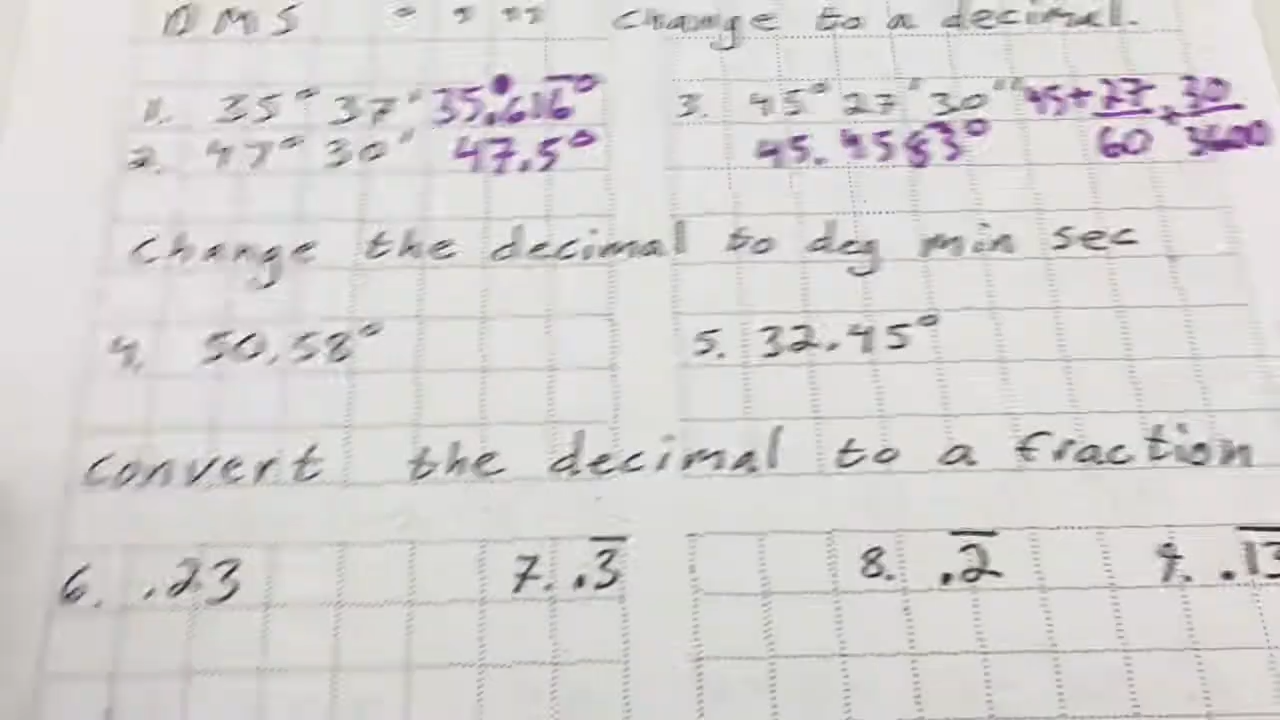 DMS ° ' '' change to a decimal.
1. 35° 37' 35.616°
2. 47° 30' 47.5°
3. 45° 27' 30'' 45 + 27/60 + 30/3600
45.4583°
Change the decimal to deg min sec
4. 50.58°
5. 32.45°
Convert the decimal to a fraction
6. .23
7. .3̅
8. .2̅
9. .1̅3̅